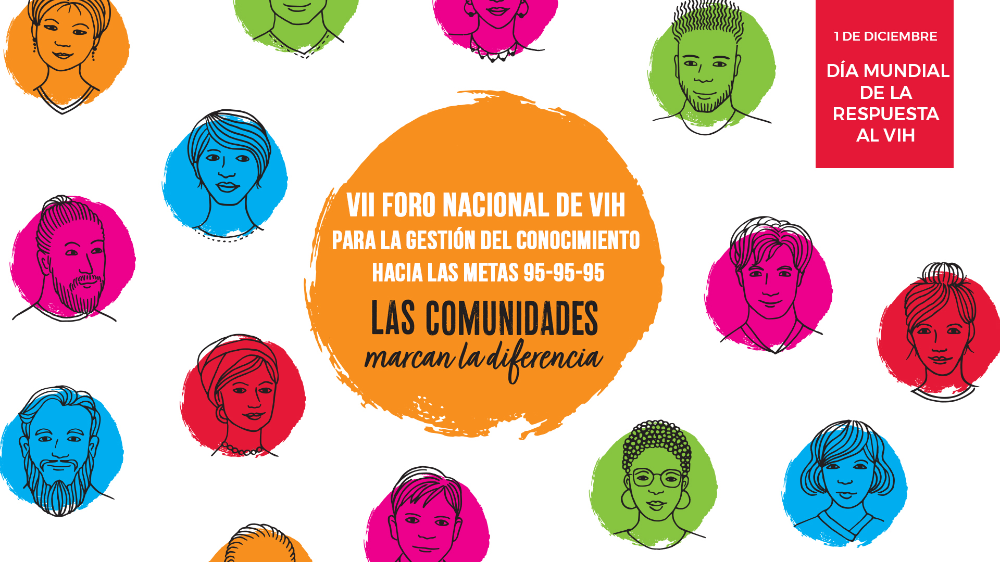 1 DE DICIEMBRE
DÍA MUNDIAL
DE LA
RESPUESTA
AL VIH
VII FORO NACIONAL DE VIH
PARA LA GESTIÓN DEL CONOCIMIENTO
HACIA LAS METAS 95-95-95
LAS COMUNIDADES
marcan la diferencia